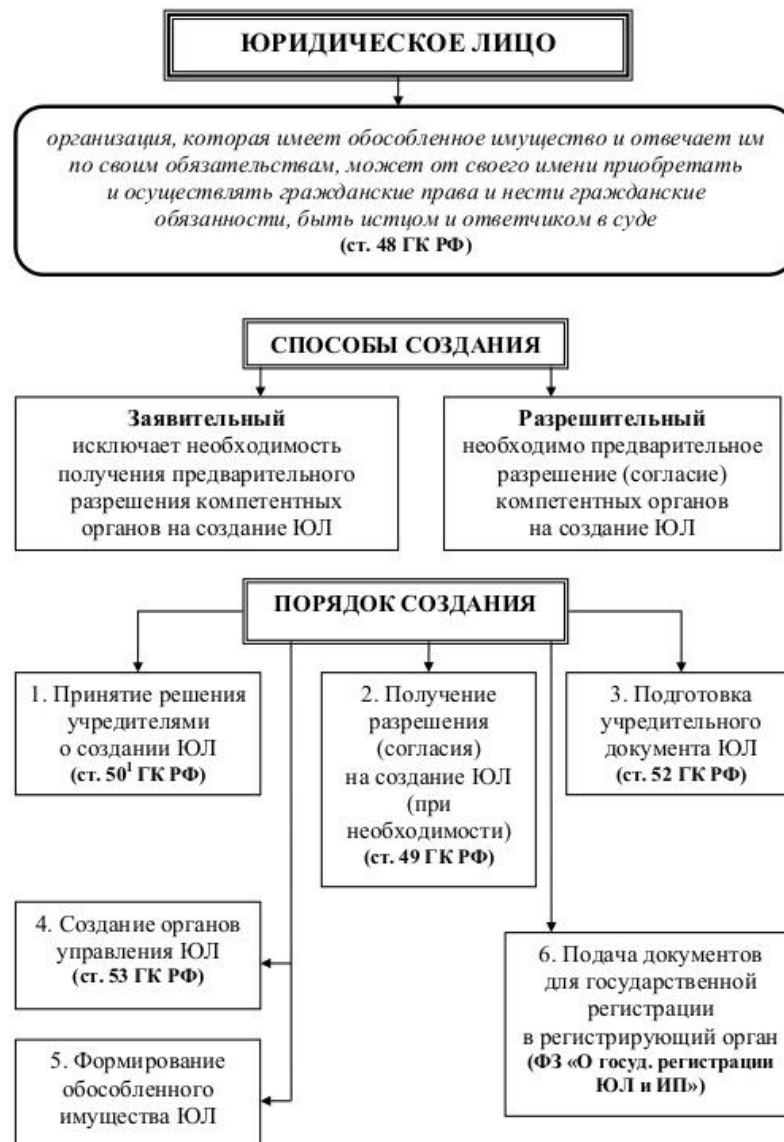 ЮРИДИЧЕСКОЕ ЛИЦО
организация, которая имеет обособленное имущество и отвечает им
по своим обязательствам, может от своего имени приобретать
и осуществлять гражданские права и нести гражданские
обязанности, быть истцом и ответчиком в суде
(ст. 48 ГК РФ)
СПОСОБЫ СОЗДАНИЯ
Заявительный
исключает необходимость
получения предварительного
разрешения компетентных
органов на создание ЮЛ
Разрешительный
необходимо предварительное
разрешение (согласие)
компетентных органов
на создание ЮЛ
ПОРЯДОК СОЗДАНИЯ
1. Принятие решения
учредителями
о создании ЮЛ
(ст. 50¹ ГК РФ)
2. Получение
разрешения
(согласия)
на создание ЮЛ
(при
необходимости)
(ст. 49 ГК РФ)
3. Подготовка
учредительного
документа ЮЛ
(ст. 52 ГК РФ)
4. Создание органов
управления ЮЛ
(ст. 53 ГК РФ)
5. Формирование
обособленного
имущества ЮЛ
6. Подача документов
для государственной
регистрации
в регистрирующий орган
(ФЗ «О госуд. регистрации
ЮЛ и ИП»)